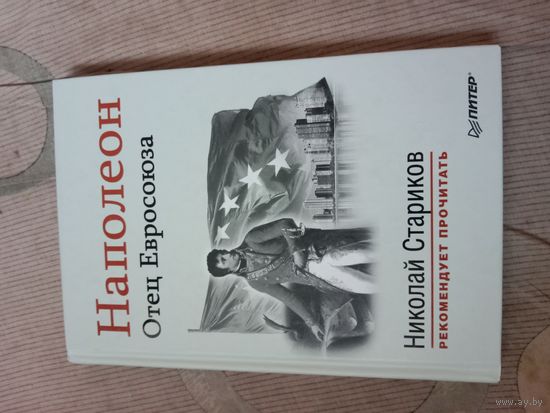 Наполеон
Отец Евросоюза
Николай Стариков
РЕКОМЕНДУЕТ ПРОЧИТАТЬ
ПИТЕР®
www.ay.by